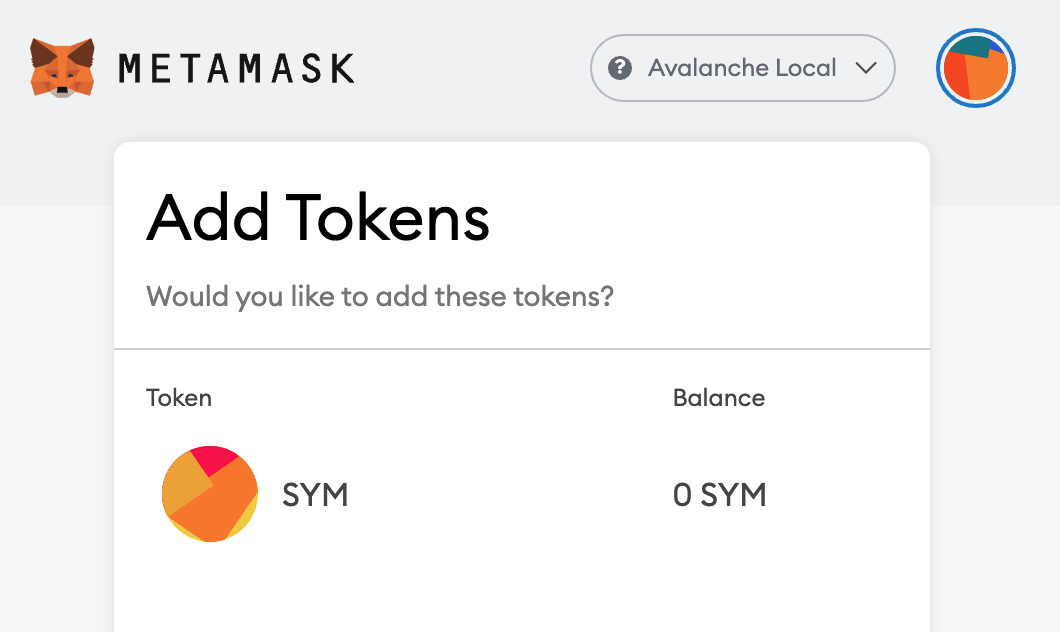 METAMASK
? Avalanche Local
Add Tokens
Would you like to add these tokens?
Token Balance
SYM 0 SYM